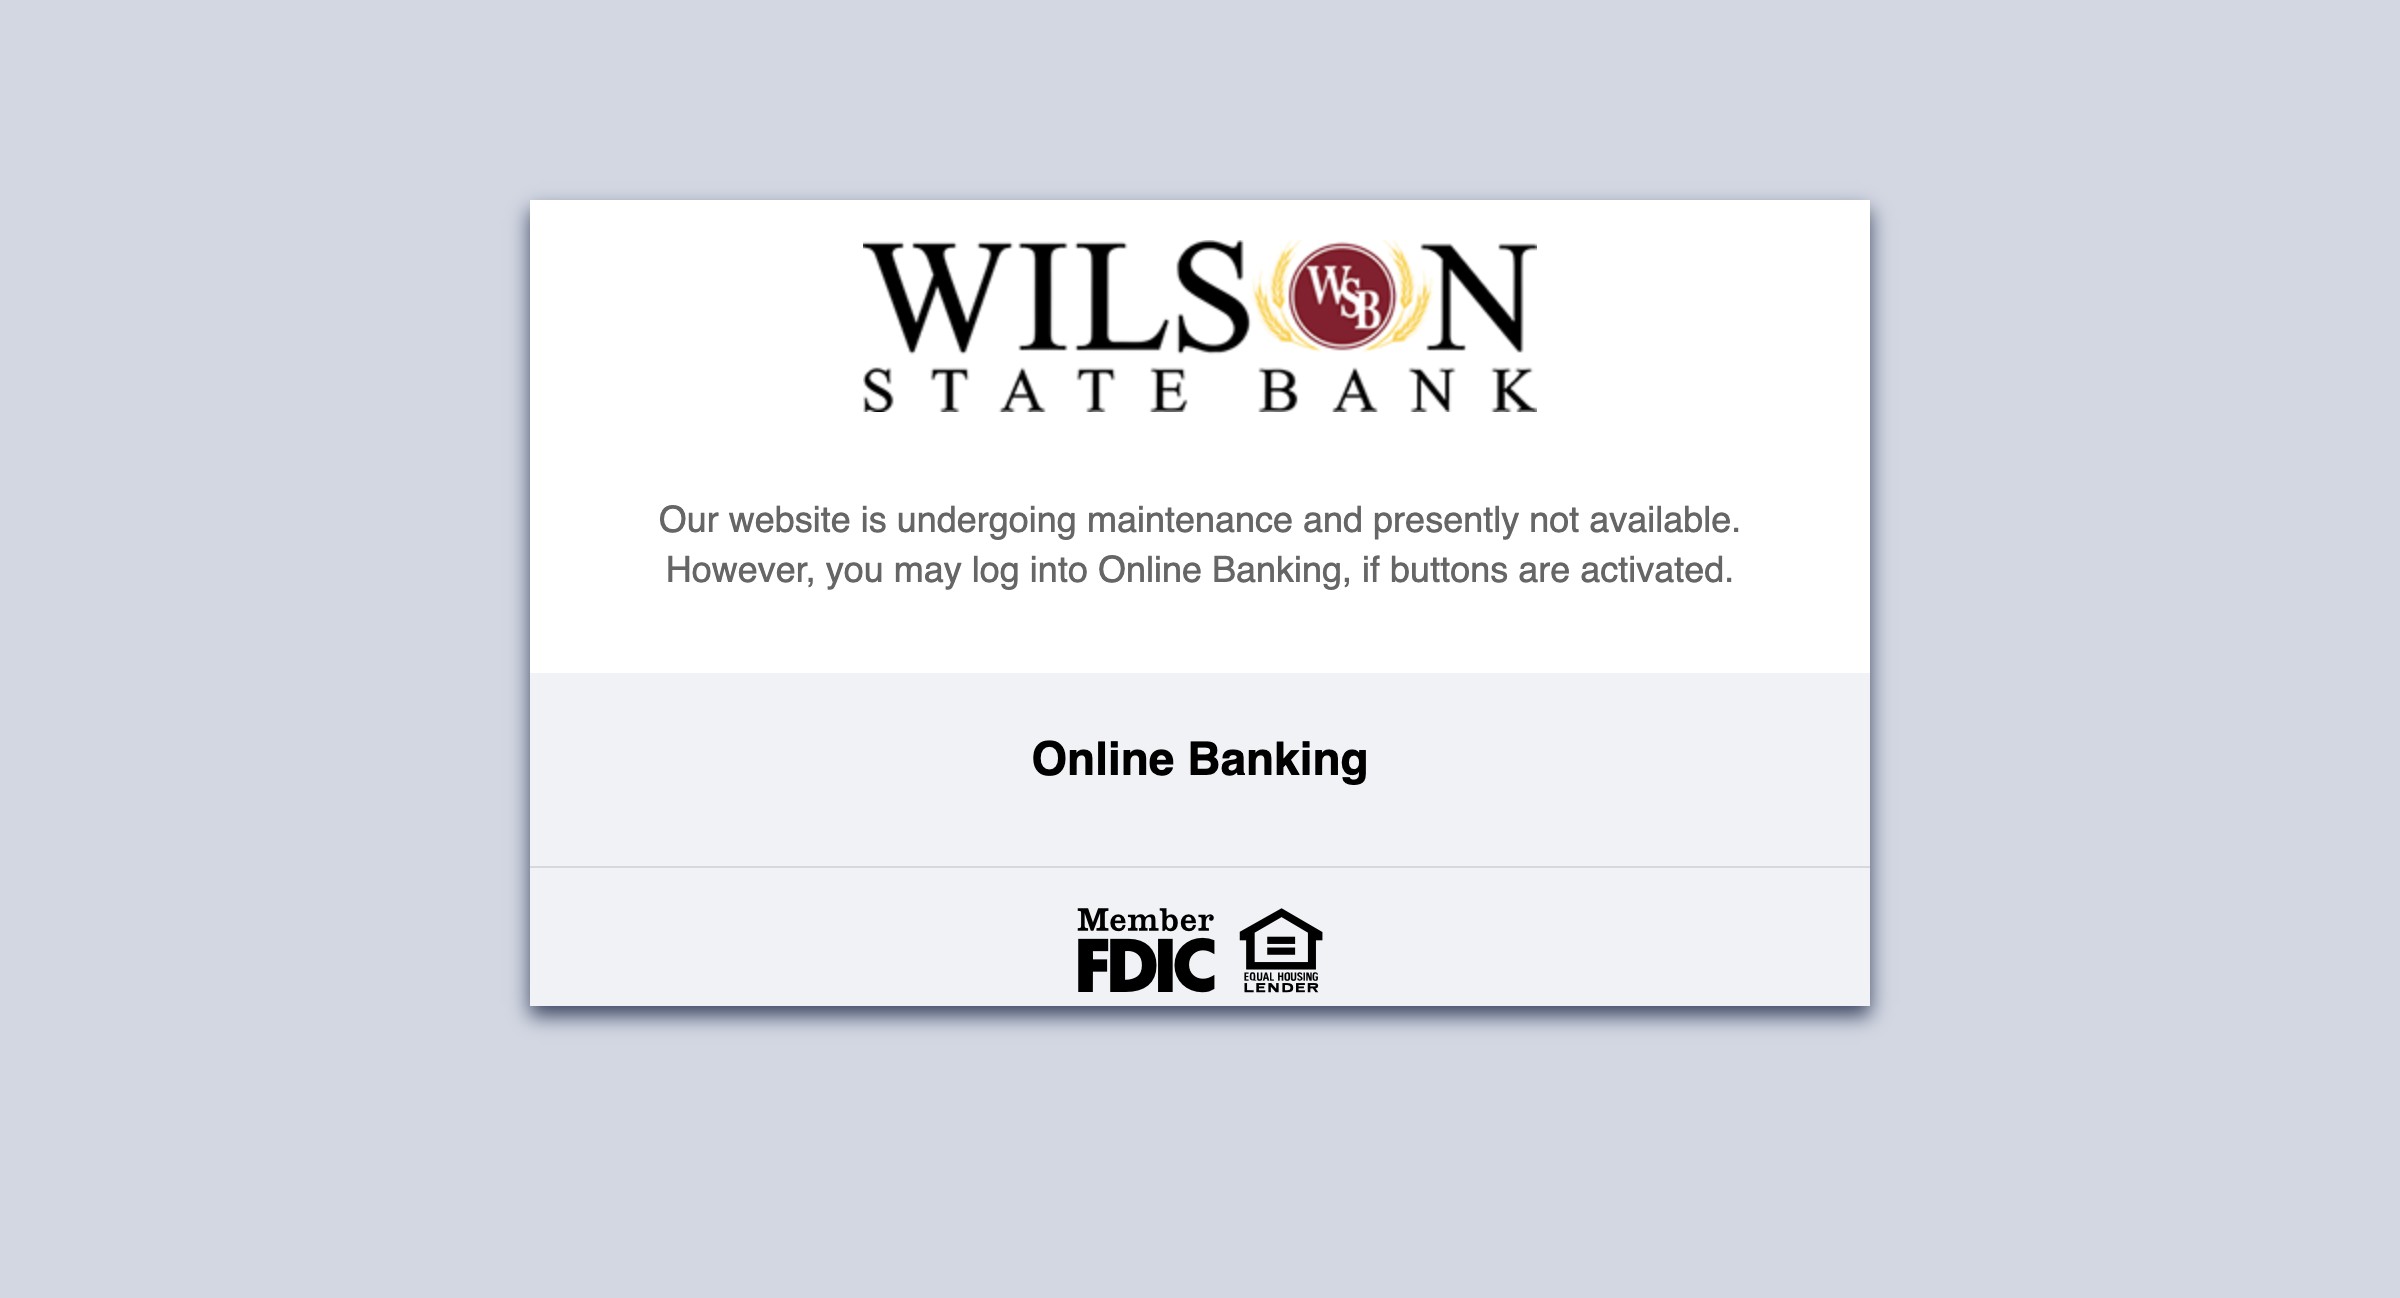 WILSON
WSB
STATE BANK
Our website is undergoing maintenance and presently not available.
However, you may log into Online Banking, if buttons are activated.
Online Banking
Member
FDIC
EQUAL HOUSING
LENDER